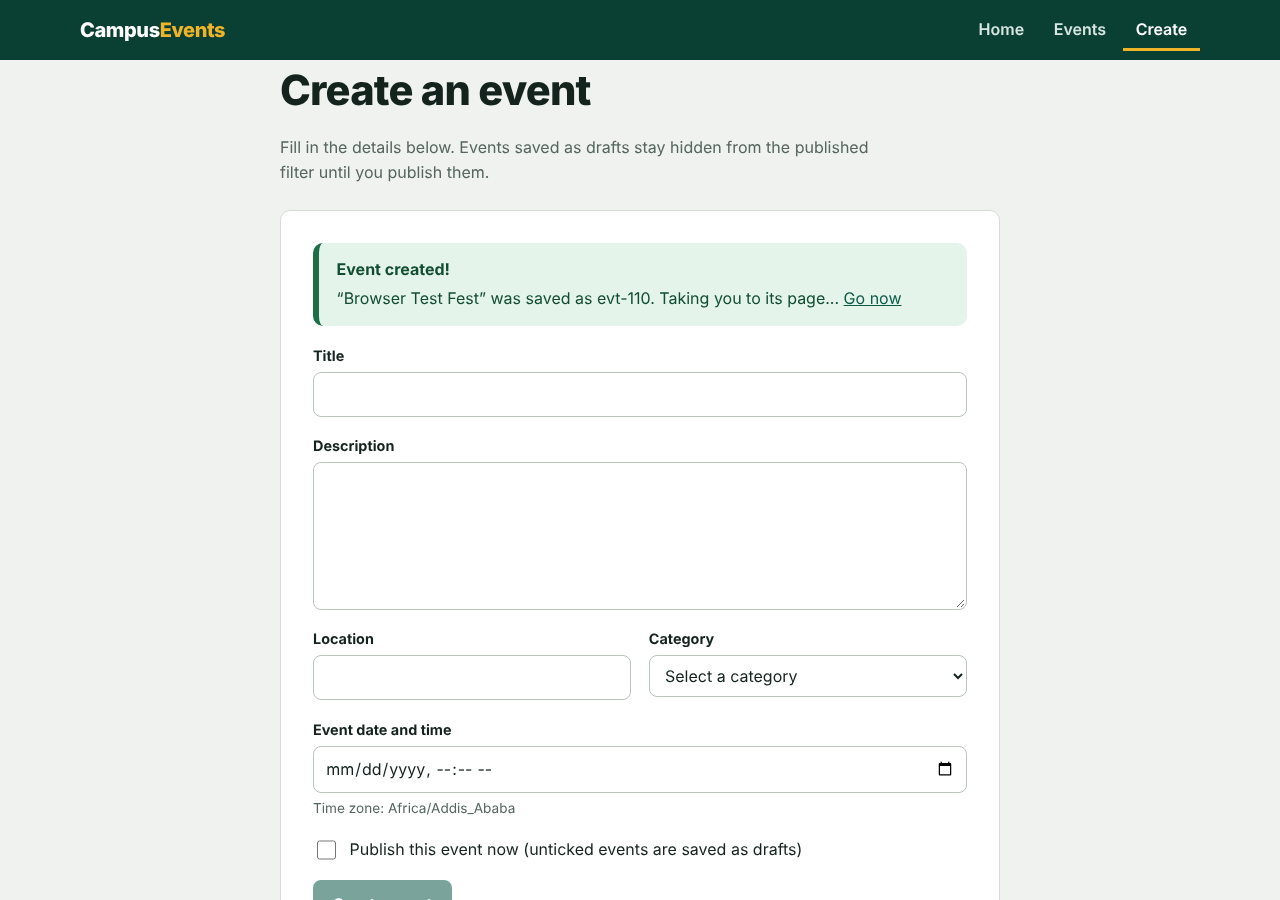 CampusEvents
Home
Events
Create
Create an event
Fill in the details below. Events saved as drafts stay hidden from the published
filter until you publish them.
Event created!
“Browser Test Fest” was saved as evt-110. Taking you to its page… Go now
Title
Description
Location
Category
Select a category
Event date and time
mm/dd/yyyy, --:-- --
Time zone: Africa/Addis_Ababa
Publish this event now (unticked events are saved as drafts)